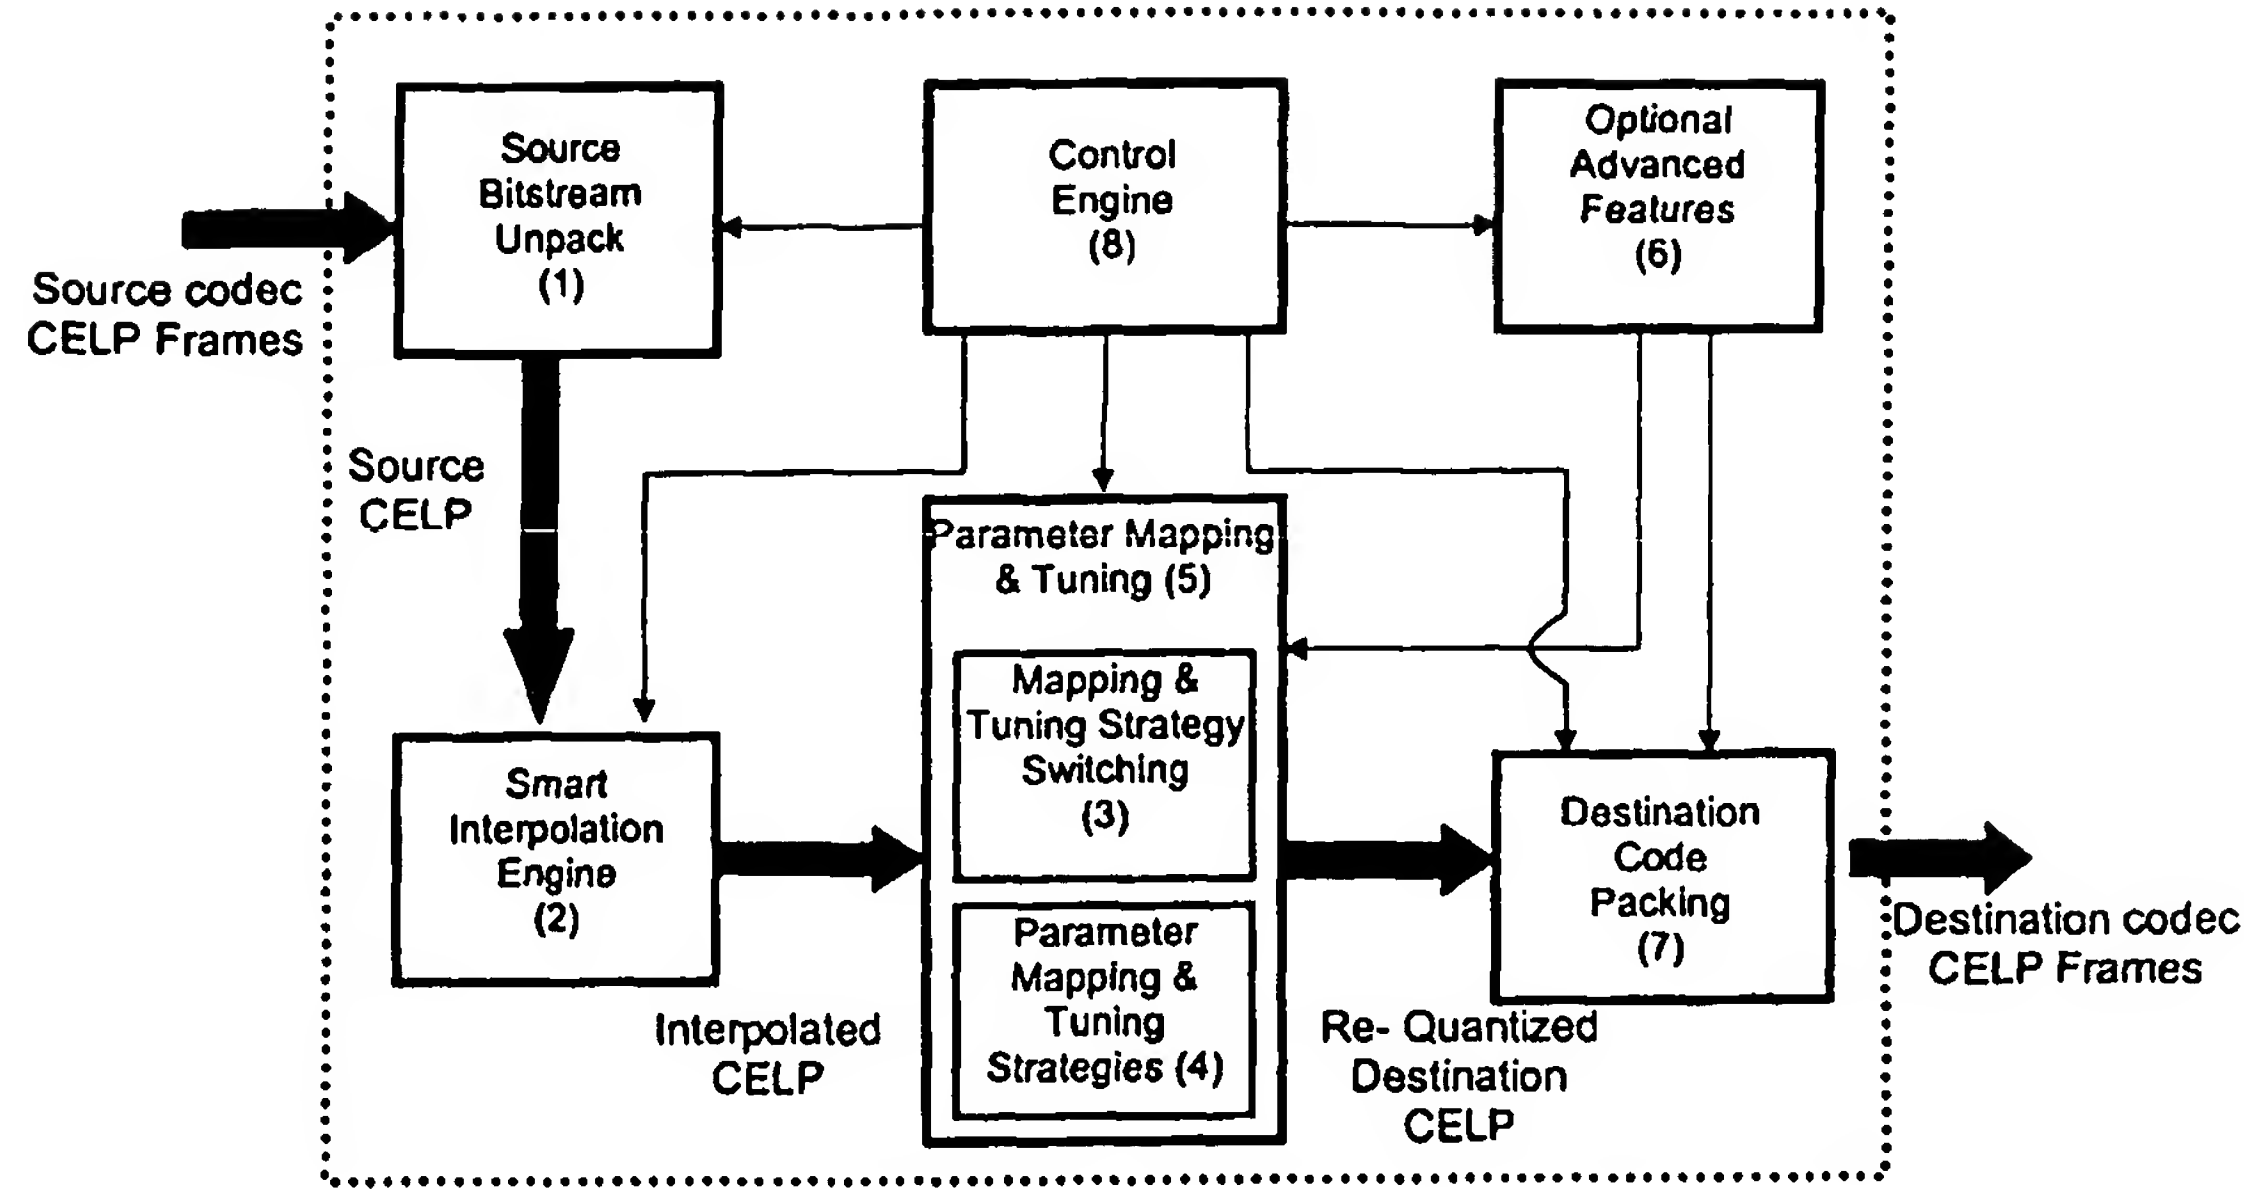 Source
Bitstream
Unpack
(1)
Control
Engine
(8)
Optional
Advanced
Features
(6)
Source codec
CELP Frames
Source
CELP
Parameter Mapping
& Tuning (5)
Mapping &
Tuning Strategy
Switching
(3)
Smart
Interpolation
Engine
(2)
Destination
Code
Packing
(7)
Parameter
Mapping &
Tuning
Strategies (4)
Destination codec
CELP Frames
Interpolated
CELP
Re- Quantized
Destination
CELP